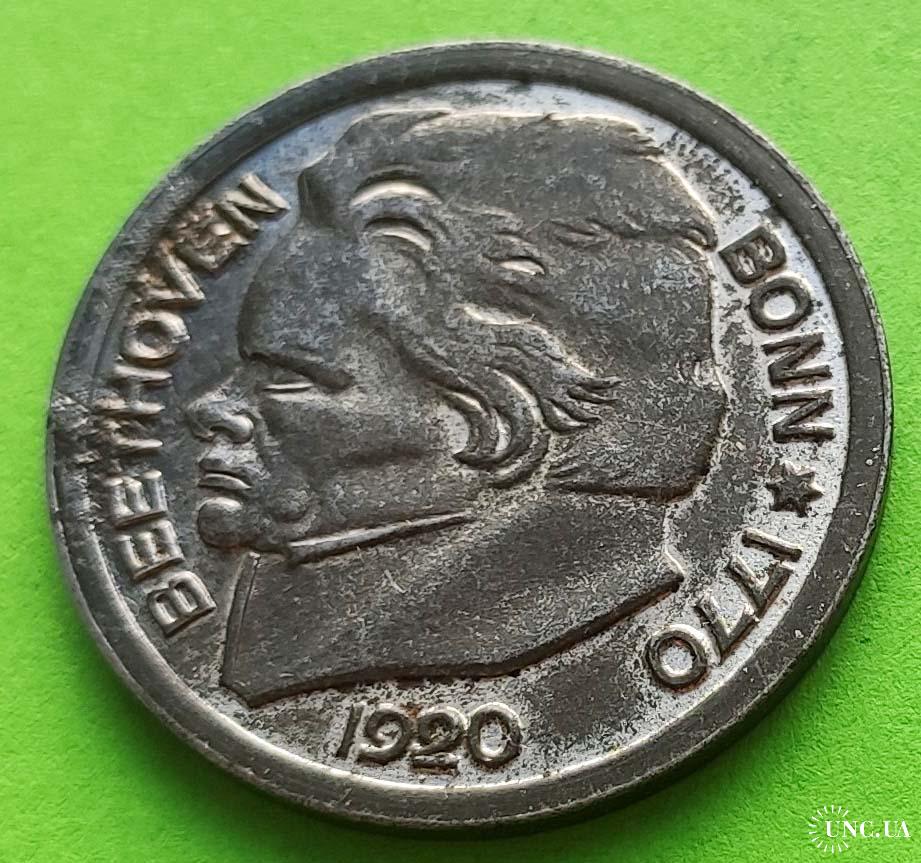 BEETHOVEN
BONN ★ 1770
1920
UNC.UA